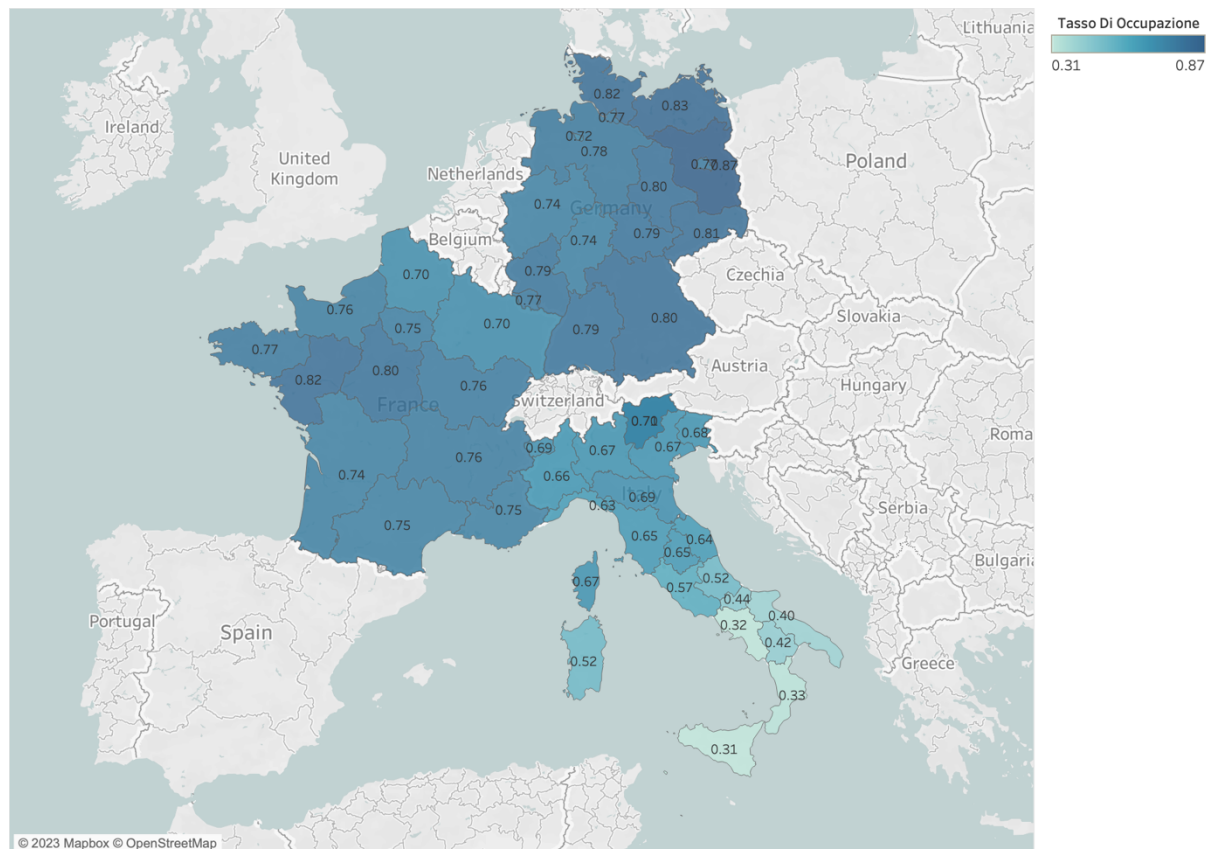 Tasso Di Occupazione
0.31 0.87
Lithuania
Ireland
United
Kingdom
Netherlands
Belgium
Germany
Poland
Czechia
Slovakia
Austria
Hungary
Switzerland
France
Italy
Roma
Serbia
Bulgaria
Greece
Spain
Portugal
0.82
0.83
0.77
0.72
0.78
0.77
0.87
0.80
0.74
0.74
0.79
0.81
0.79
0.77
0.79
0.80
0.70
0.76
0.75
0.70
0.77
0.82
0.80
0.76
0.74
0.76
0.75
0.75
0.68
0.69
0.67
0.67
0.66
0.69
0.63
0.65
0.64
0.65
0.57
0.52
0.44
0.67
0.32
0.40
0.42
0.52
0.33
0.31
© 2023 Mapbox © OpenStreetMap